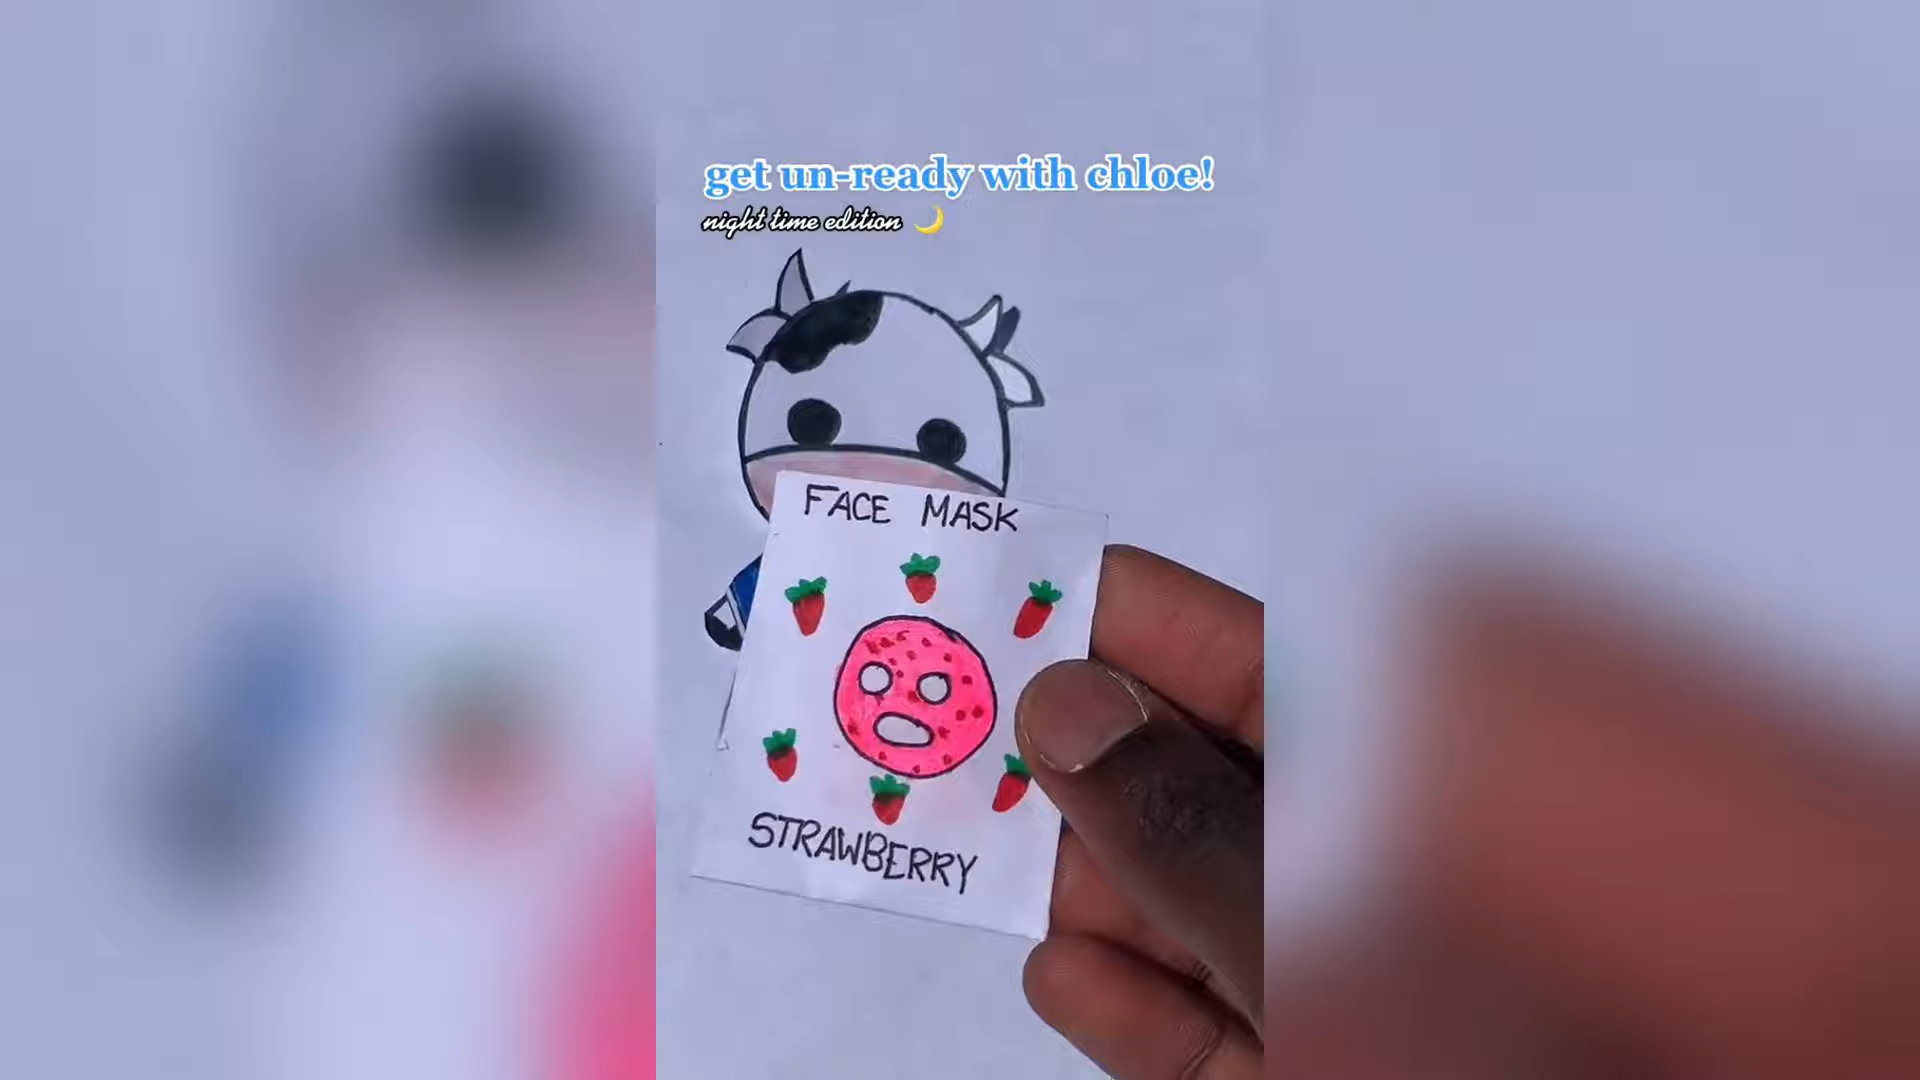 get un-ready with chloe!
night time edition 🌙
FACE MASK
STRAWBERRY